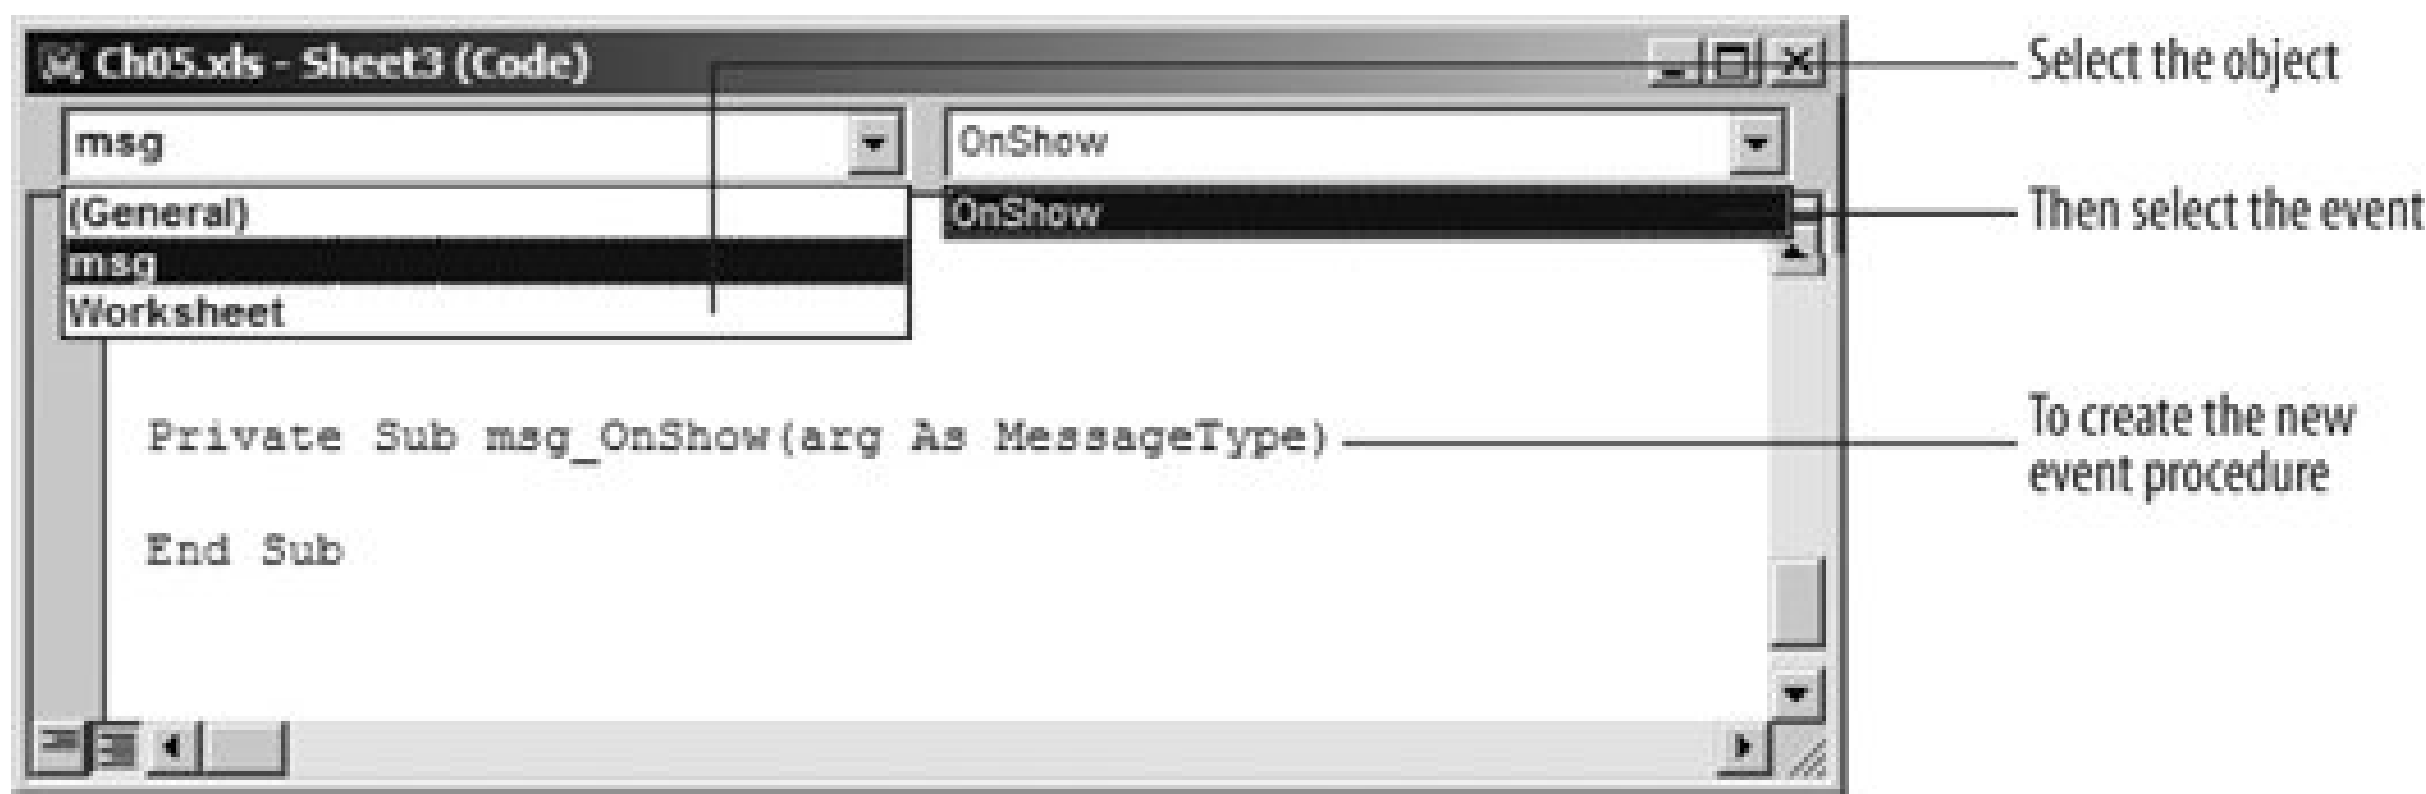 Ch05.xls - Sheet3 (Code)
Select the object
msg
OnShow
(General)
OnShow
Then select the event
msg
Worksheet
Private Sub msg_OnShow(arg As MessageType)
To create the new
event procedure
End Sub